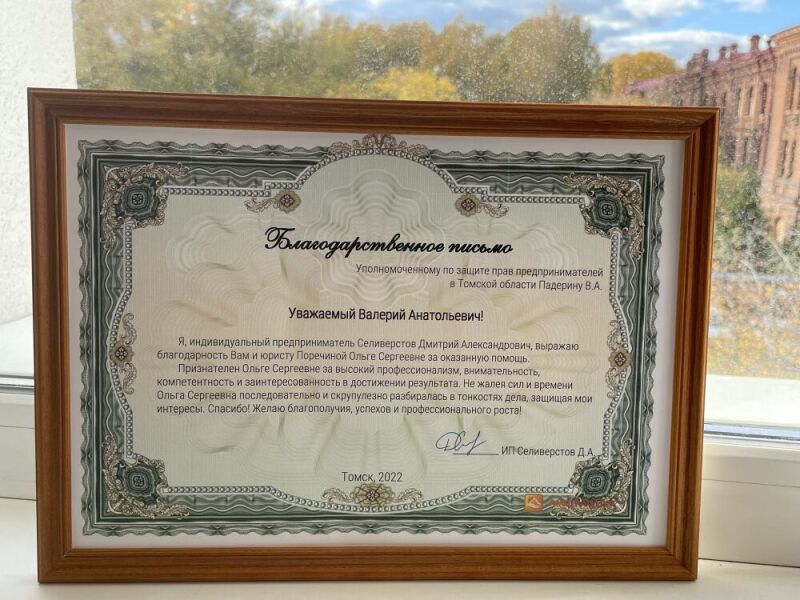 Благодарственное письмо
Уполномоченному по защите прав предпринимателей
в Томской области Падерину В.А.
Уважаемый Валерий Анатольевич!
Я, индивидуальный предприниматель Селиверстов Дмитрий Александрович, выражаю
благодарность Вам и юристу Поречиной Ольге Сергеевне за оказанную помощь.
Признателен Ольге Сергеевне за высокий профессионализм, внимательность,
компетентность и заинтересованность в достижении результата. Не жалея сил и времени
Ольга Сергеевна последовательно и скрупулезно разбиралась в тонкостях дела, защищая мои
интересы. Спасибо! Желаю благополучия, успехов и профессионального роста!
ИП Селиверстов Д.А.
Томск, 2022